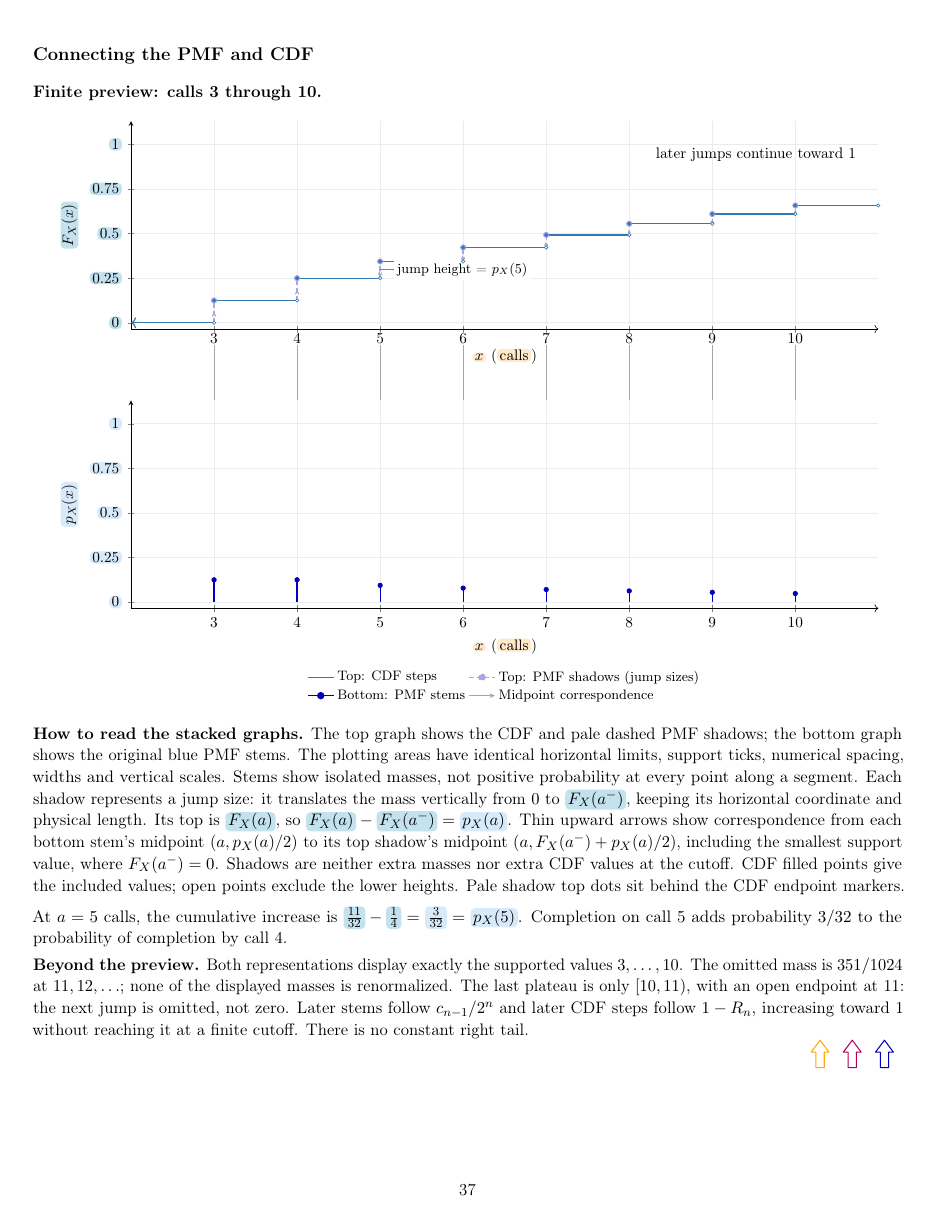 Connecting the PMF and CDF
Finite preview: calls 3 through 10.
1
later jumps continue toward 1
0.75
F_X(x)
0.5
0.25
jump height = p_X(5)
0
3 4 5 6 7 8 9 10
x (calls)
1
0.75
p_X(x)
0.5
0.25
0
3 4 5 6 7 8 9 10
x (calls)
Top: CDF steps Top: PMF shadows (jump sizes)
Bottom: PMF stems Midpoint correspondence
How to read the stacked graphs. The top graph shows the CDF and pale dashed PMF shadows; the bottom graph
shows the original blue PMF stems. The plotting areas have identical horizontal limits, support ticks, numerical spacing,
widths and vertical scales. Stems show isolated masses, not positive probability at every point along a segment. Each
shadow represents a jump size: it translates the mass vertically from 0 to F_X(a⁻), keeping its horizontal coordinate and
physical length. Its top is F_X(a), so F_X(a) − F_X(a⁻) = p_X(a). Thin upward arrows show correspondence from each
bottom stem's midpoint (a, p_X(a)/2) to its top shadow's midpoint (a, F_X(a⁻) + p_X(a)/2), including the smallest support
value, where F_X(a⁻) = 0. Shadows are neither extra masses nor extra CDF values at the cutoff. CDF filled points give
the included values; open points exclude the lower heights. Pale shadow top dots sit behind the CDF endpoint markers.
At a = 5 calls, the cumulative increase is 11/32 − 1/4 = 3/32 = p_X(5). Completion on call 5 adds probability 3/32 to the
probability of completion by call 4.
Beyond the preview. Both representations display exactly the supported values 3, . . . , 10. The omitted mass is 351/1024
at 11, 12, . . .; none of the displayed masses is renormalized. The last plateau is only [10, 11), with an open endpoint at 11:
the next jump is omitted, not zero. Later stems follow c_{n−1}/2ⁿ and later CDF steps follow 1 − R_n, increasing toward 1
without reaching it at a finite cutoff. There is no constant right tail.
37